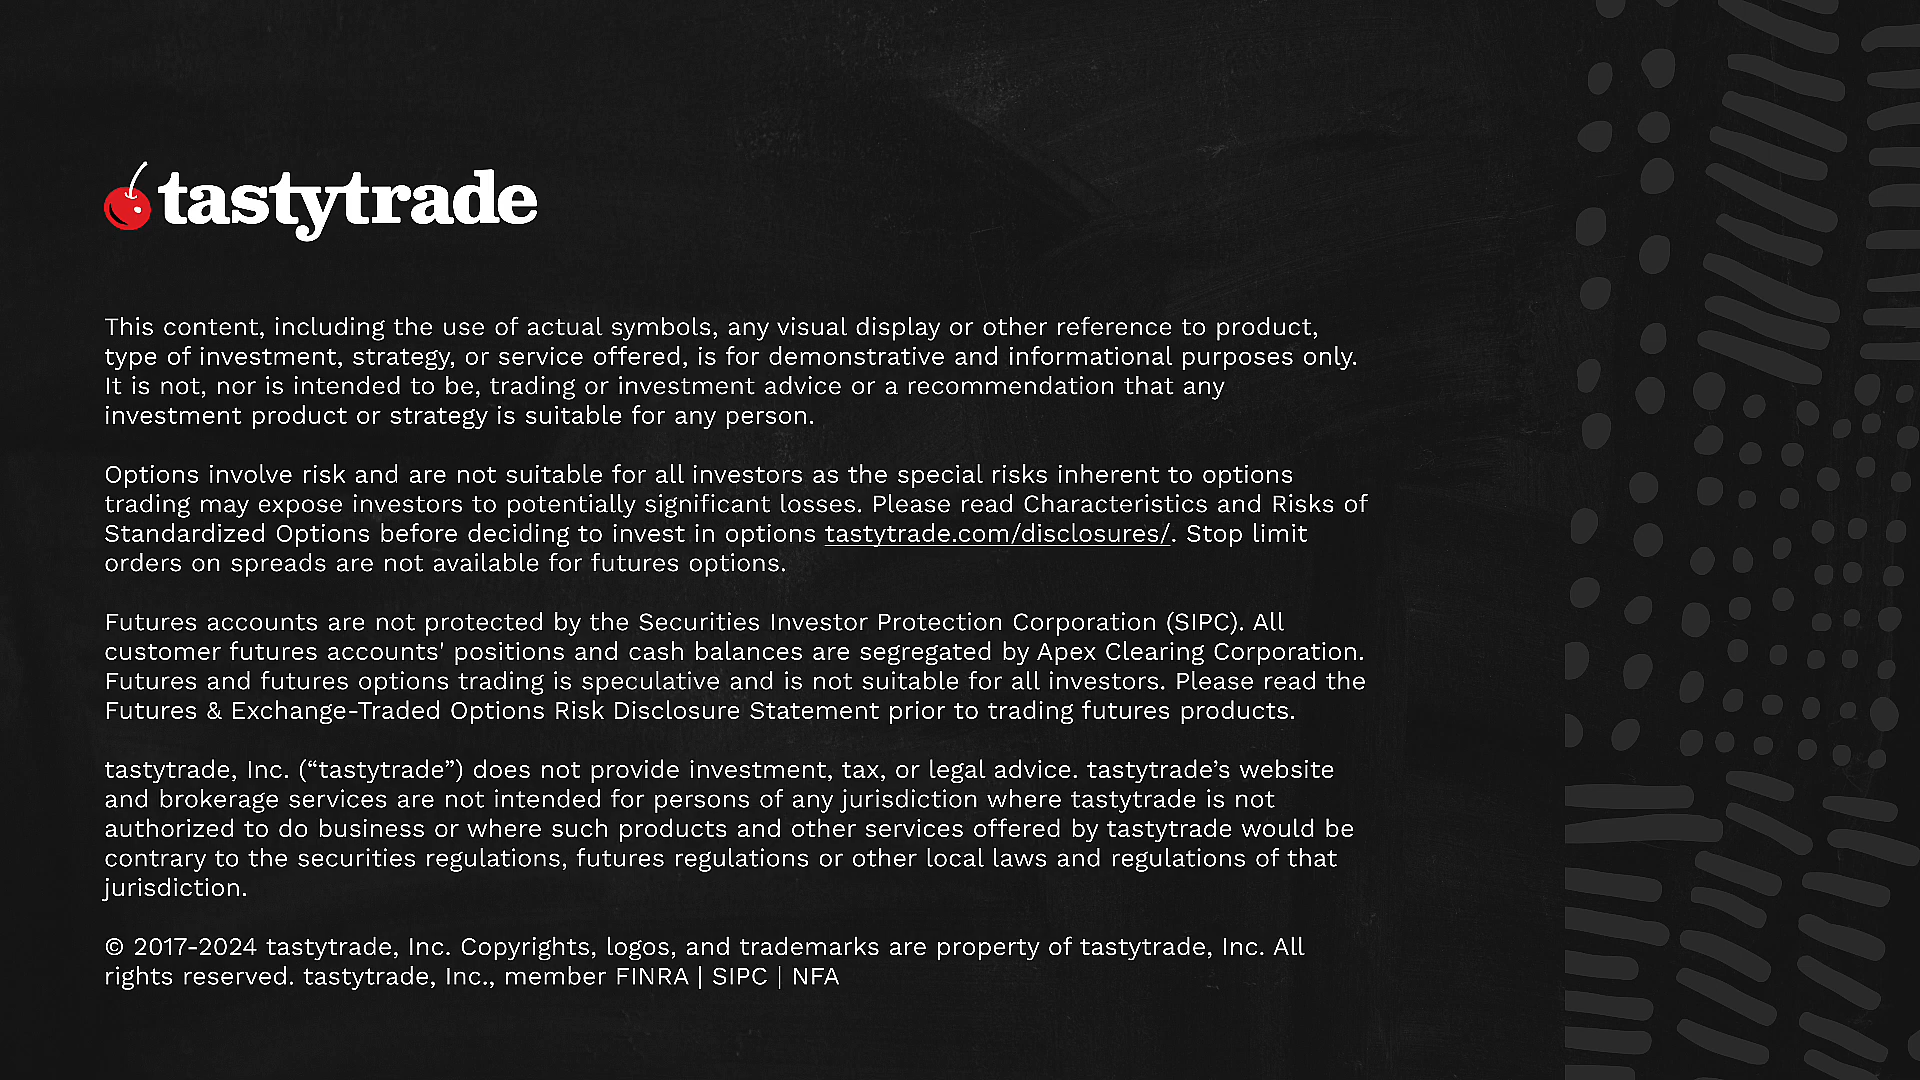 tastytrade
This content, including the use of actual symbols, any visual display or other reference to product,
type of investment, strategy, or service offered, is for demonstrative and informational purposes only.
It is not, nor is intended to be, trading or investment advice or a recommendation that any
investment product or strategy is suitable for any person.
Options involve risk and are not suitable for all investors as the special risks inherent to options
trading may expose investors to potentially significant losses. Please read Characteristics and Risks of
Standardized Options before deciding to invest in options tastytrade.com/disclosures/. Stop limit
orders on spreads are not available for futures options.
Futures accounts are not protected by the Securities Investor Protection Corporation (SIPC). All
customer futures accounts' positions and cash balances are segregated by Apex Clearing Corporation.
Futures and futures options trading is speculative and is not suitable for all investors. Please read the
Futures & Exchange-Traded Options Risk Disclosure Statement prior to trading futures products.
tastytrade, Inc. (“tastytrade”) does not provide investment, tax, or legal advice. tastytrade’s website
and brokerage services are not intended for persons of any jurisdiction where tastytrade is not
authorized to do business or where such products and other services offered by tastytrade would be
contrary to the securities regulations, futures regulations or other local laws and regulations of that
jurisdiction.
© 2017-2024 tastytrade, Inc. Copyrights, logos, and trademarks are property of tastytrade, Inc. All
rights reserved. tastytrade, Inc., member FINRA | SIPC | NFA